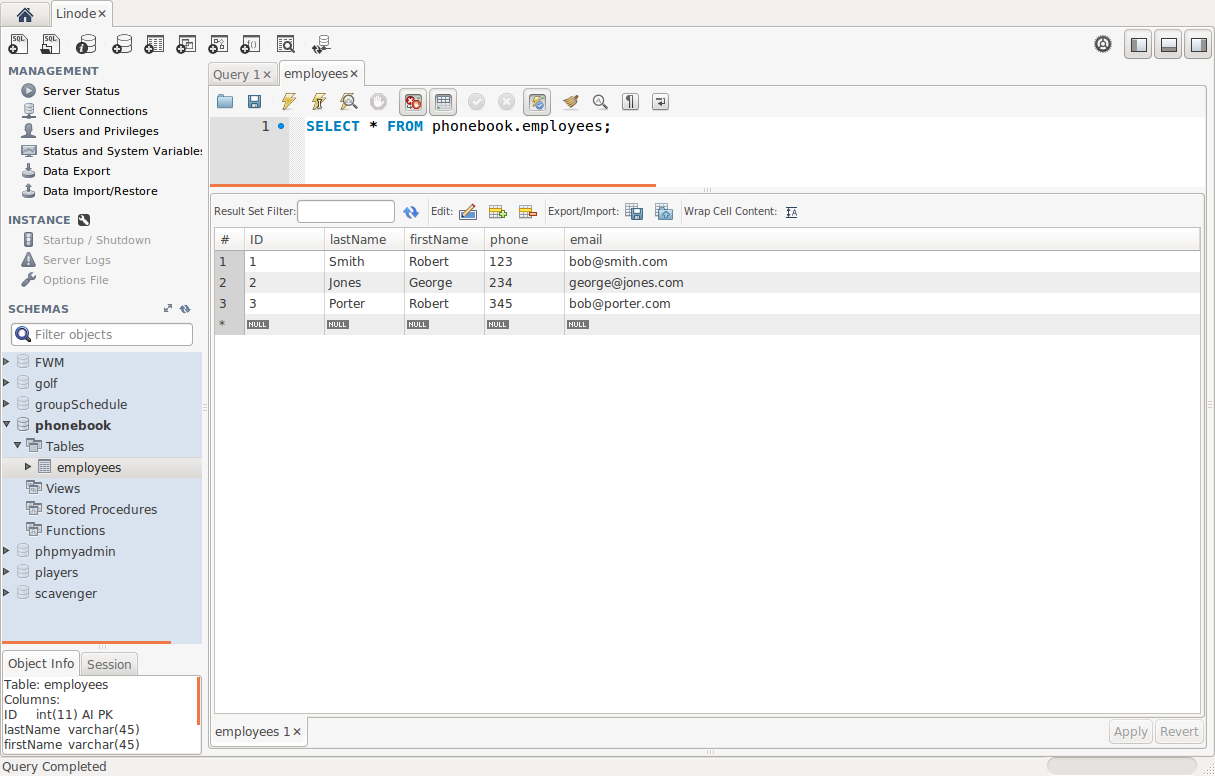 Linode×
MANAGEMENT
Server Status
Client Connections
Users and Privileges
Status and System Variables
Data Export
Data Import/Restore
INSTANCE
Startup / Shutdown
Server Logs
Options File
SCHEMAS
Filter objects
FWM
golf
groupSchedule
phonebook
Tables
employees
Views
Stored Procedures
Functions
phpmyadmin
players
scavenger
Object Info Session
Table: employees
Columns:
ID int(11) AI PK
lastName varchar(45)
firstName varchar(45)
Query 1× employees×
1 SELECT * FROM phonebook.employees;
Result Set Filter: Edit: Export/Import: Wrap Cell Content:
# ID lastName firstName phone email
1 1 Smith Robert 123 bob@smith.com
2 2 Jones George 234 george@jones.com
3 3 Porter Robert 345 bob@porter.com
* NULL NULL NULL NULL NULL
employees 1× Apply Revert
Query Completed